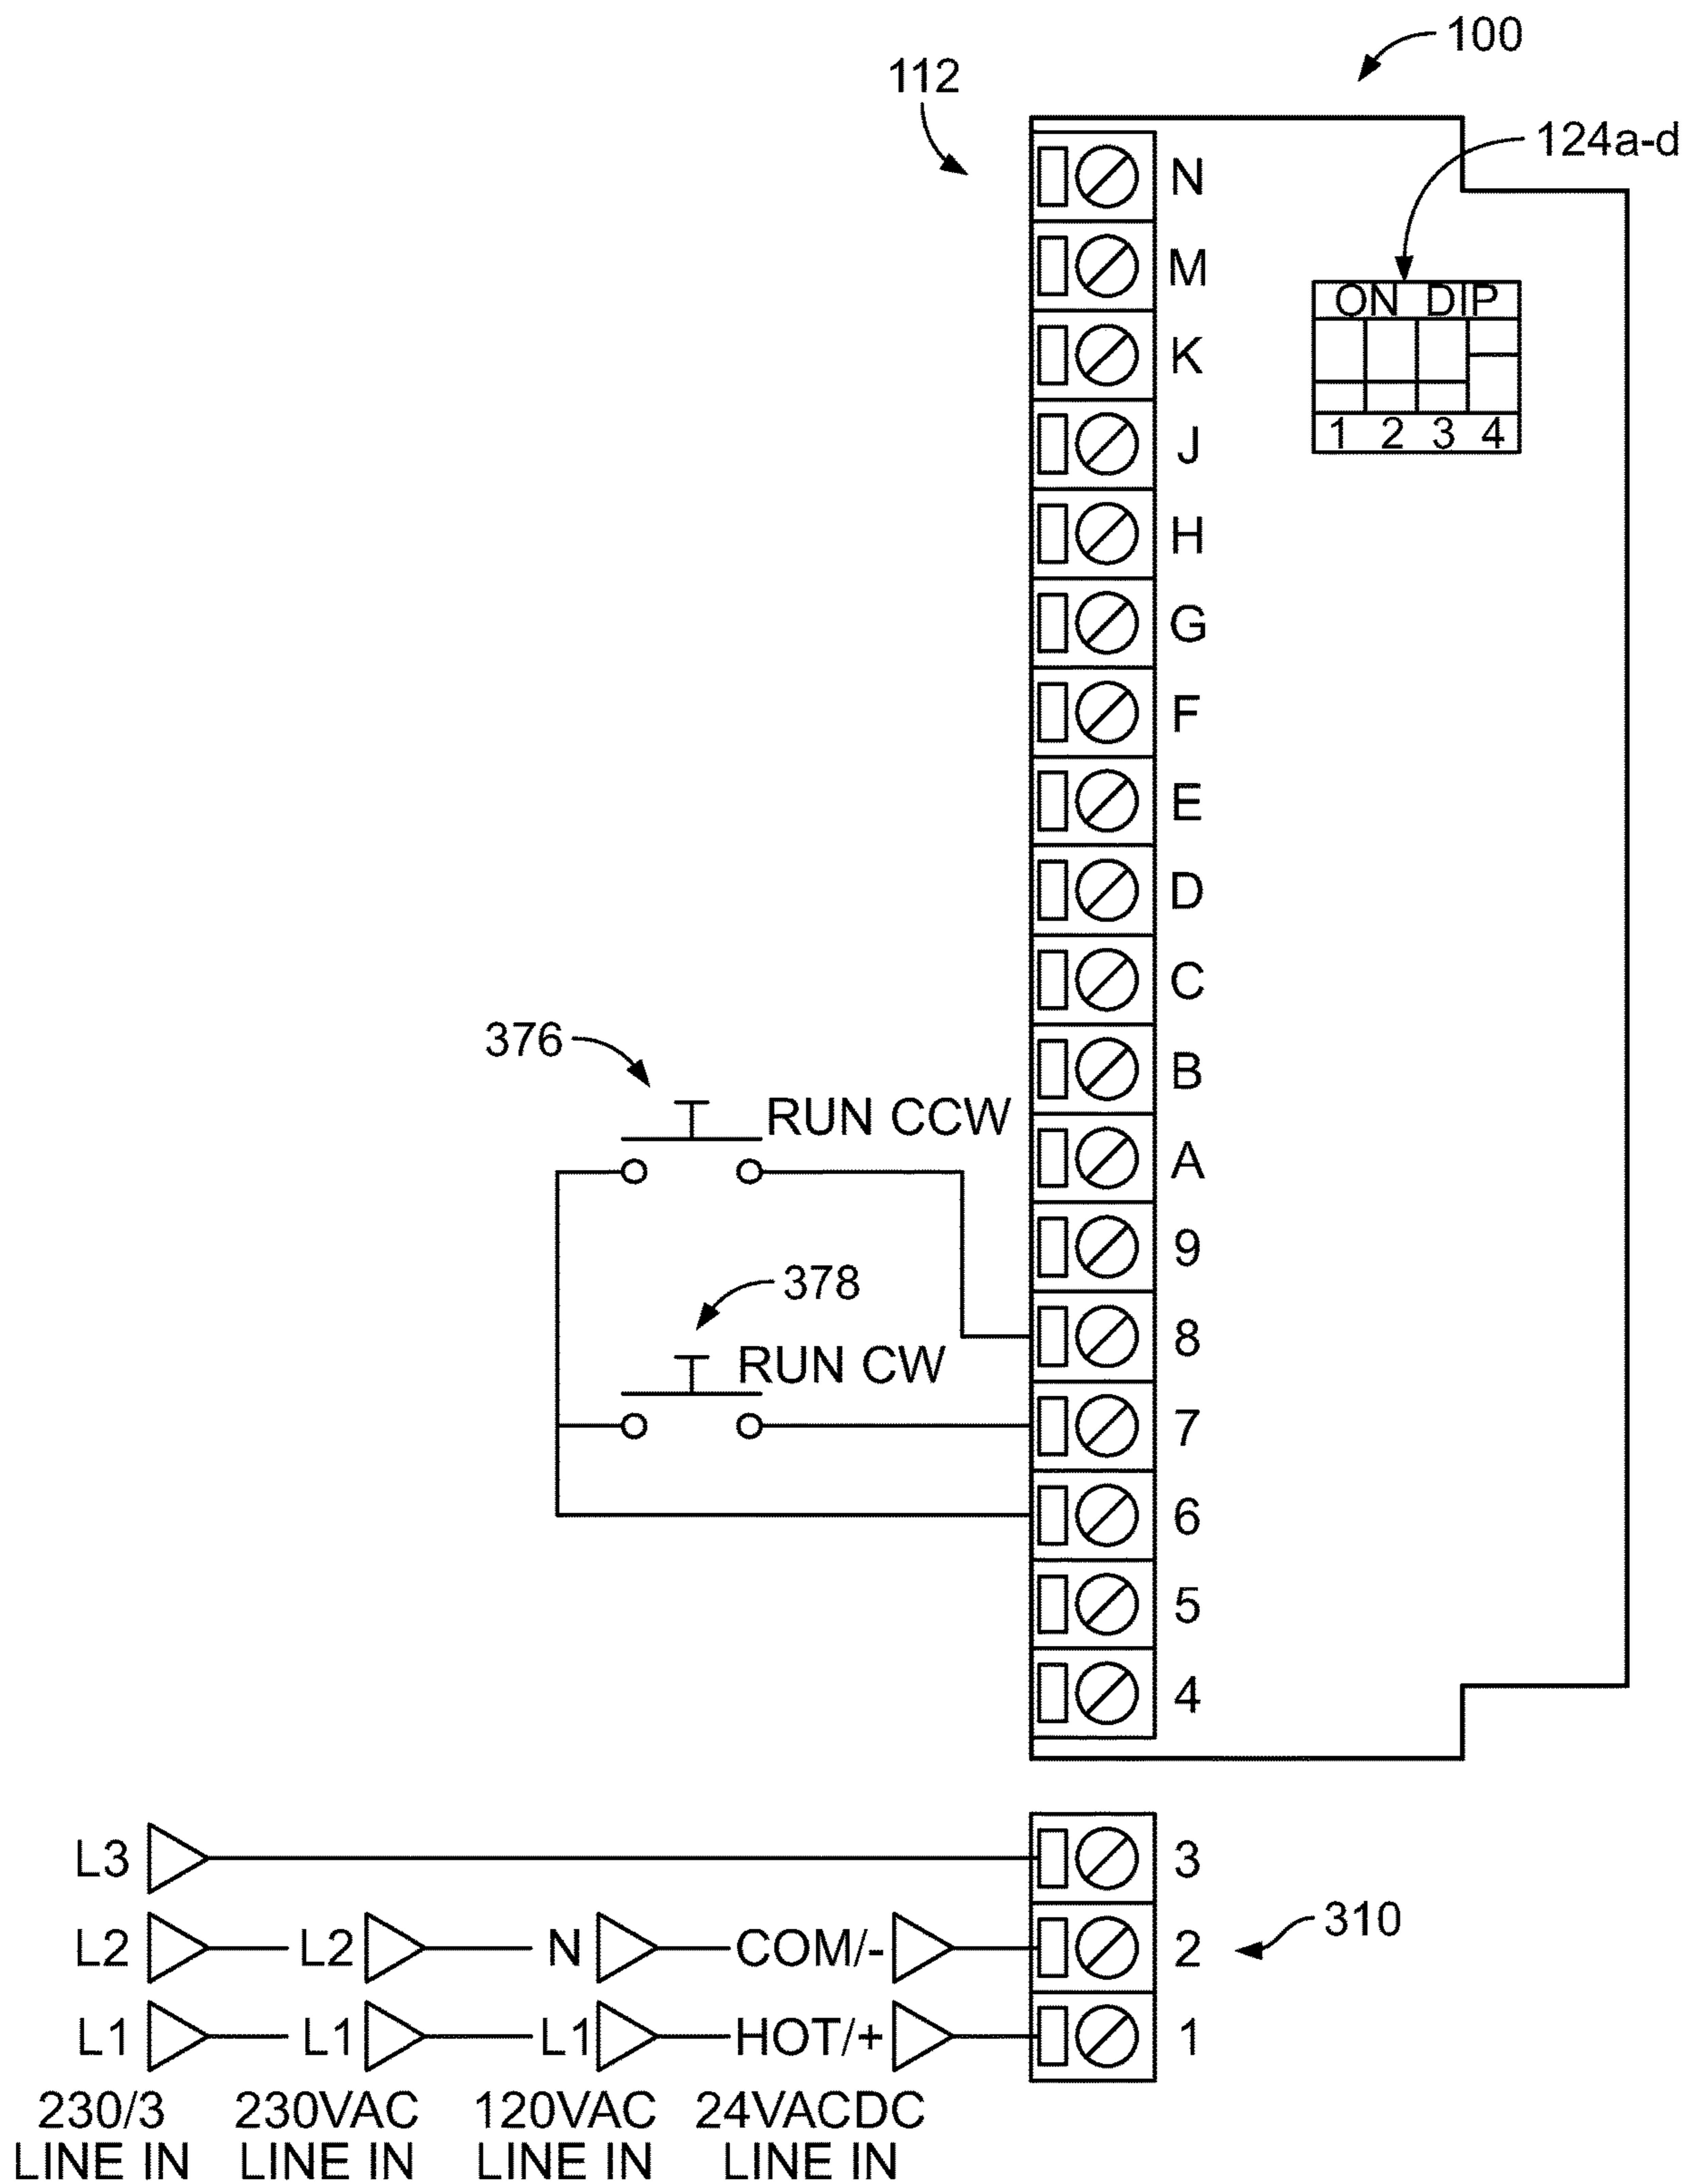 100
112
124a-d
N
M
ON DIP
K
1 2 3 4
J
H
G
F
E
D
C
376
B
RUN CCW
A
9
378
8
RUN CW
7
6
5
4
L3 3
310
L2 L2 N COM/- 2
L1 L1 L1 HOT/+ 1
230/3 230VAC 120VAC 24VACDC
LINE IN LINE IN LINE IN LINE IN